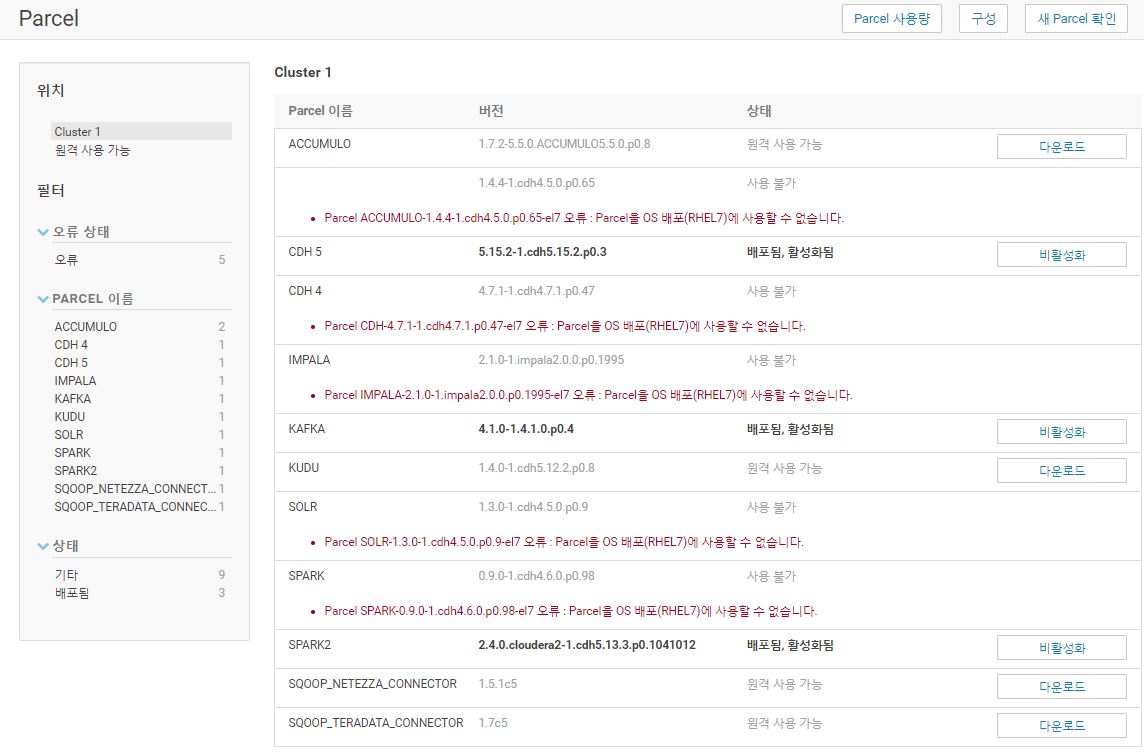 Parcel
Parcel 사용량 구성 새 Parcel 확인
위치
Cluster 1
원격 사용 가능
필터
오류 상태
오류 5
PARCEL 이름
ACCUMULO 2
CDH 4 1
CDH 5 1
IMPALA 1
KAFKA 1
KUDU 1
SOLR 1
SPARK 1
SPARK2 1
SQOOP_NETEZZA_CONNECT... 1
SQOOP_TERADATA_CONNEC... 1
상태
기타 9
배포됨 3
Cluster 1
Parcel 이름 버전 상태
ACCUMULO 1.7.2-5.5.0.ACCUMULO5.5.0.p0.8 원격 사용 가능 다운로드
1.4.4-1.cdh4.5.0.p0.65 사용 불가
• Parcel ACCUMULO-1.4.4-1.cdh4.5.0.p0.65-el7 오류 : Parcel을 OS 배포(RHEL7)에 사용할 수 없습니다.
CDH 5 5.15.2-1.cdh5.15.2.p0.3 배포됨, 활성화됨 비활성화
CDH 4 4.7.1-1.cdh4.7.1.p0.47 사용 불가
• Parcel CDH-4.7.1-1.cdh4.7.1.p0.47-el7 오류 : Parcel을 OS 배포(RHEL7)에 사용할 수 없습니다.
IMPALA 2.1.0-1.impala2.0.0.p0.1995 사용 불가
• Parcel IMPALA-2.1.0-1.impala2.0.0.p0.1995-el7 오류 : Parcel을 OS 배포(RHEL7)에 사용할 수 없습니다.
KAFKA 4.1.0-1.4.1.0.p0.4 배포됨, 활성화됨 비활성화
KUDU 1.4.0-1.cdh5.12.2.p0.8 원격 사용 가능 다운로드
SOLR 1.3.0-1.cdh4.5.0.p0.9 사용 불가
• Parcel SOLR-1.3.0-1.cdh4.5.0.p0.9-el7 오류 : Parcel을 OS 배포(RHEL7)에 사용할 수 없습니다.
SPARK 0.9.0-1.cdh4.6.0.p0.98 사용 불가
• Parcel SPARK-0.9.0-1.cdh4.6.0.p0.98-el7 오류 : Parcel을 OS 배포(RHEL7)에 사용할 수 없습니다.
SPARK2 2.4.0.cloudera2-1.cdh5.13.3.p0.1041012 배포됨, 활성화됨 비활성화
SQOOP_NETEZZA_CONNECTOR 1.5.1c5 원격 사용 가능 다운로드
SQOOP_TERADATA_CONNECTOR 1.7c5 원격 사용 가능 다운로드